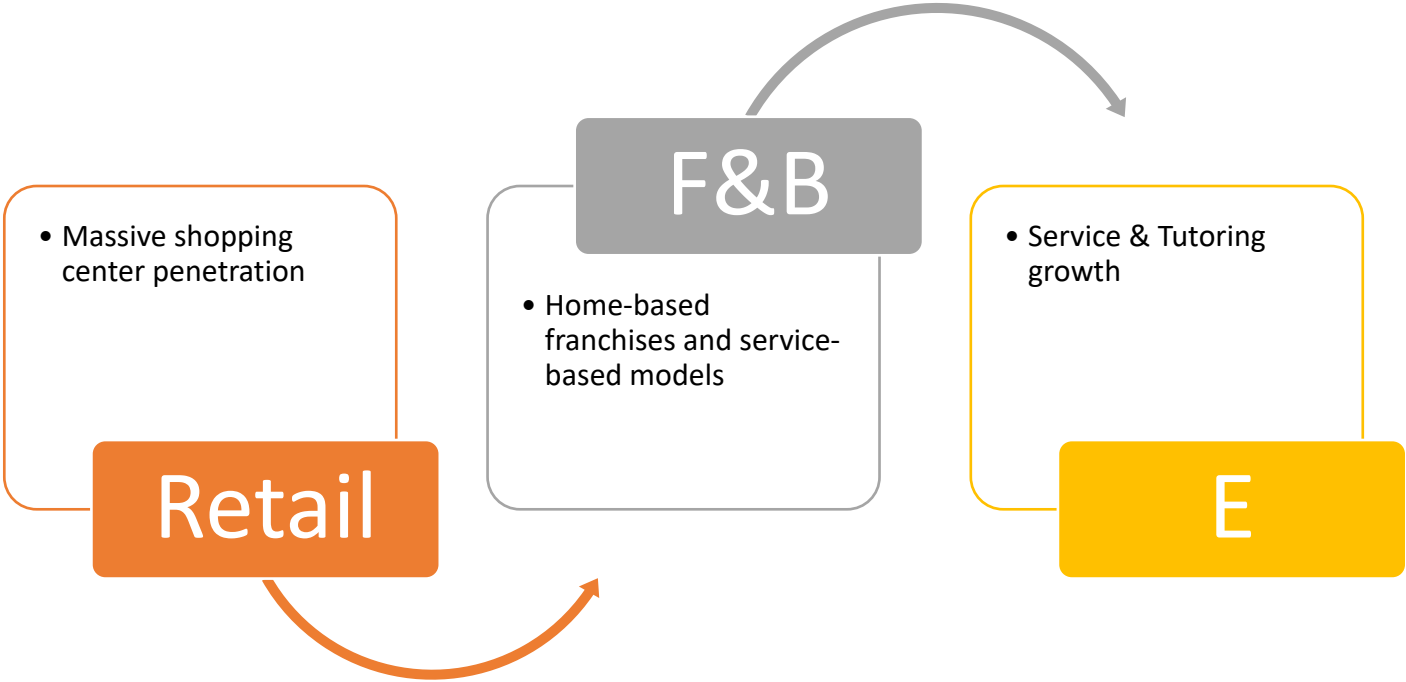 • Massive shopping
center penetration
Retail
F&B
• Home-based
franchises and service-
based models
• Service & Tutoring
growth
E